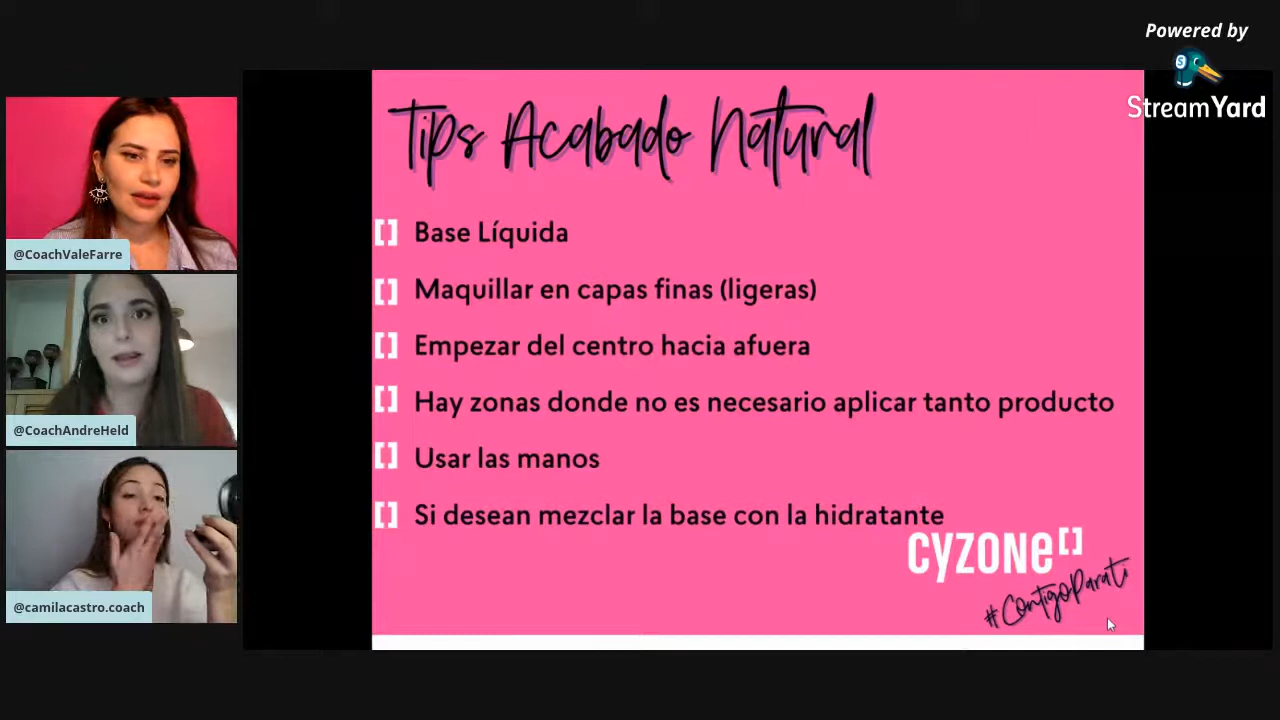 Powered by
StreamYard
@CoachValeFarre
@CoachAndreHeld
@camilacastro.coach
Tips Acabado Natural
[] Base Líquida
[] Maquillar en capas finas (ligeras)
[] Empezar del centro hacia afuera
[] Hay zonas donde no es necesario aplicar tanto producto
[] Usar las manos
[] Si desean mezclar la base con la hidratante
cyzone[]
#ContigoParati